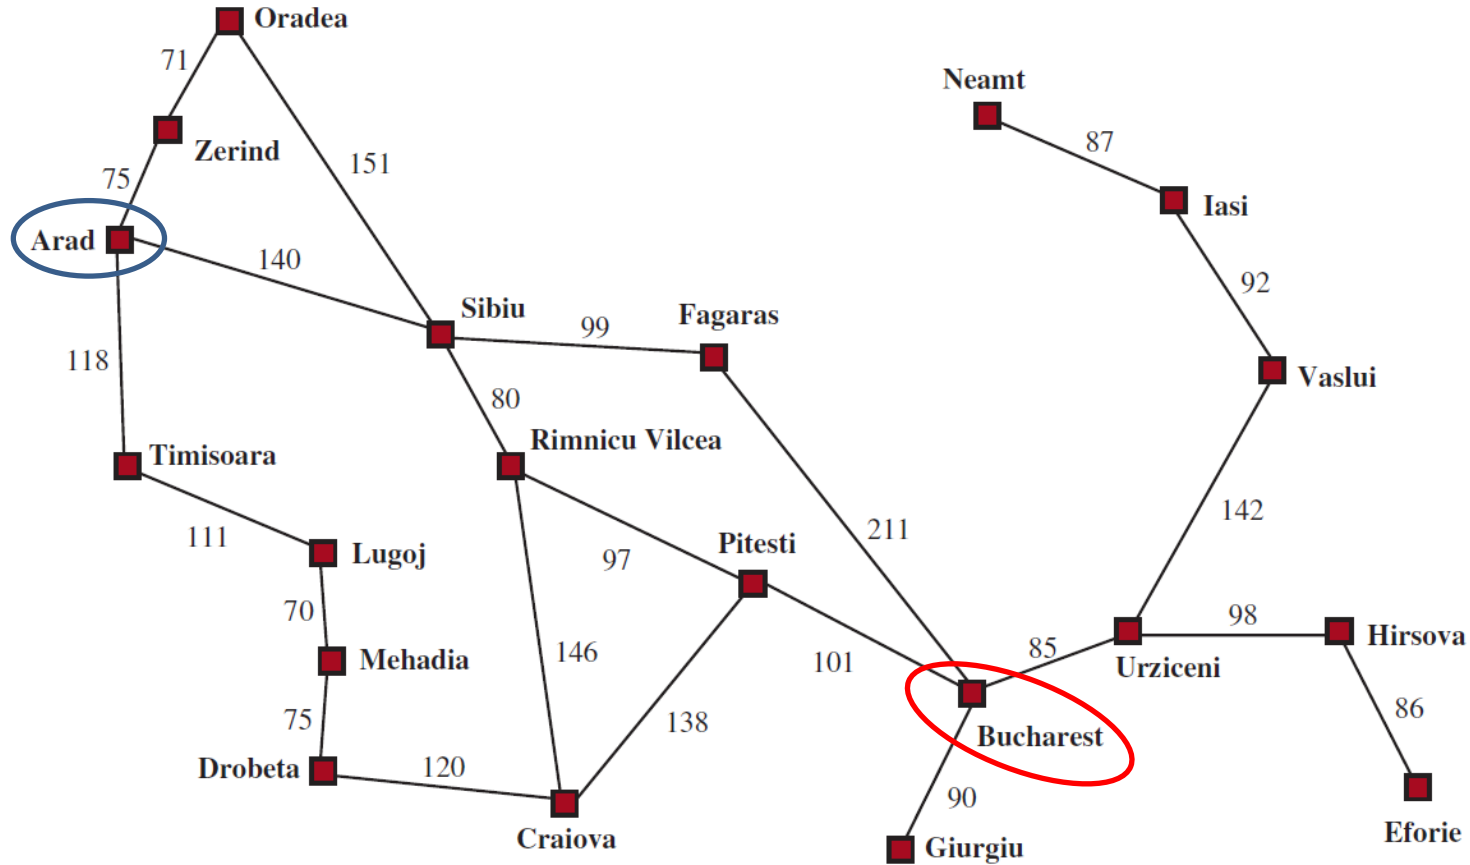 Oradea
71
Neamt
87
Zerind
151
75
Iasi
Arad
140
92
Sibiu
Fagaras
99
118
Vaslui
80
Rimnicu Vilcea
Timisoara
142
211
111
Pitesti
Lugoj
97
70
98
Hirsova
85
146
101
Mehadia
Urziceni
86
75
138
Bucharest
Drobeta
120
90
Craiova
Eforie
Giurgiu